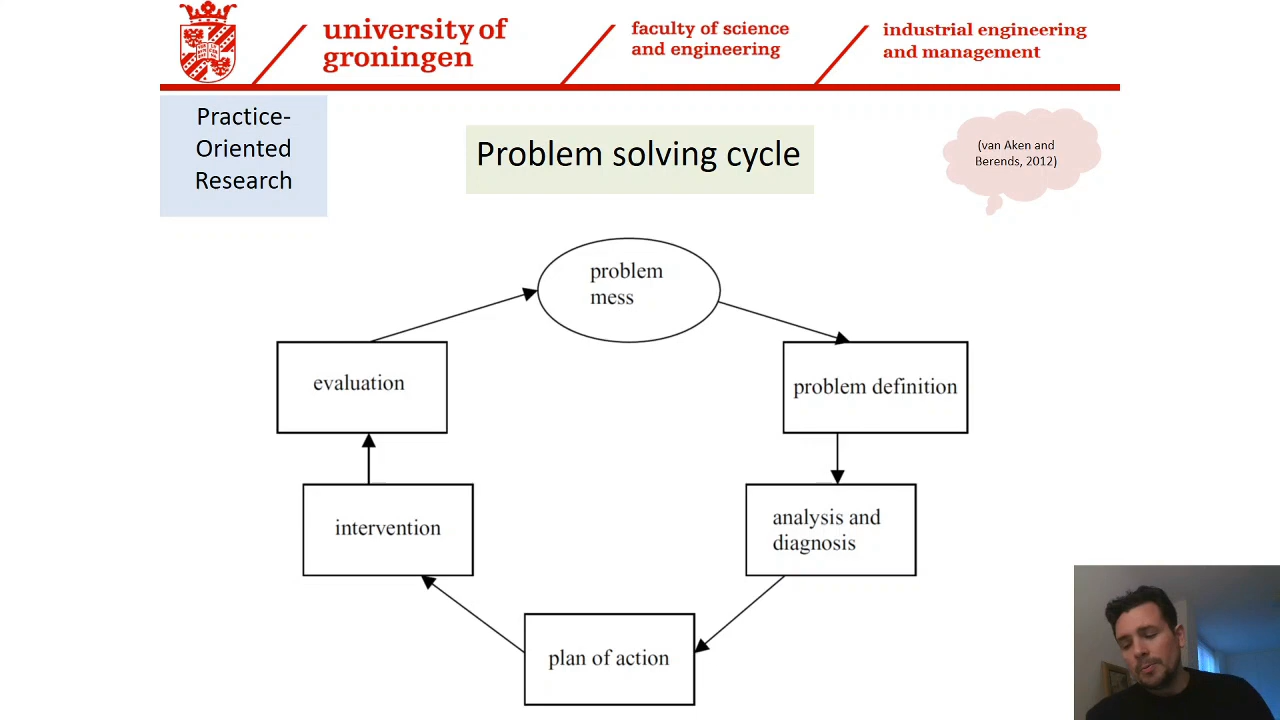 university of
groningen
faculty of science
and engineering
industrial engineering
and management
Practice-
Oriented
Research
Problem solving cycle
(van Aken and
Berends, 2012)
problem
mess
evaluation
problem definition
intervention
analysis and
diagnosis
plan of action